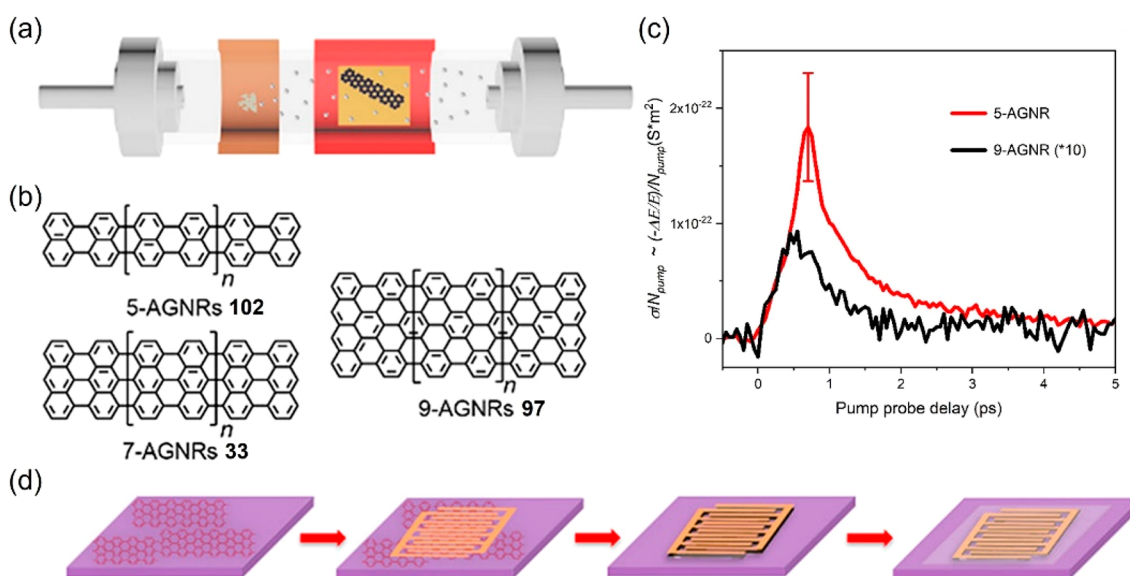 (a)
(b)
n
5-AGNRs 102
n
7-AGNRs 33
n
9-AGNRs 97
(c)
σ/N_pump ~ (-ΔE/E)/N_pump(S*m²)
2x10⁻²²
1x10⁻²²
0
5-AGNR
9-AGNR (*10)
0 1 2 3 4 5
Pump probe delay (ps)
(d)